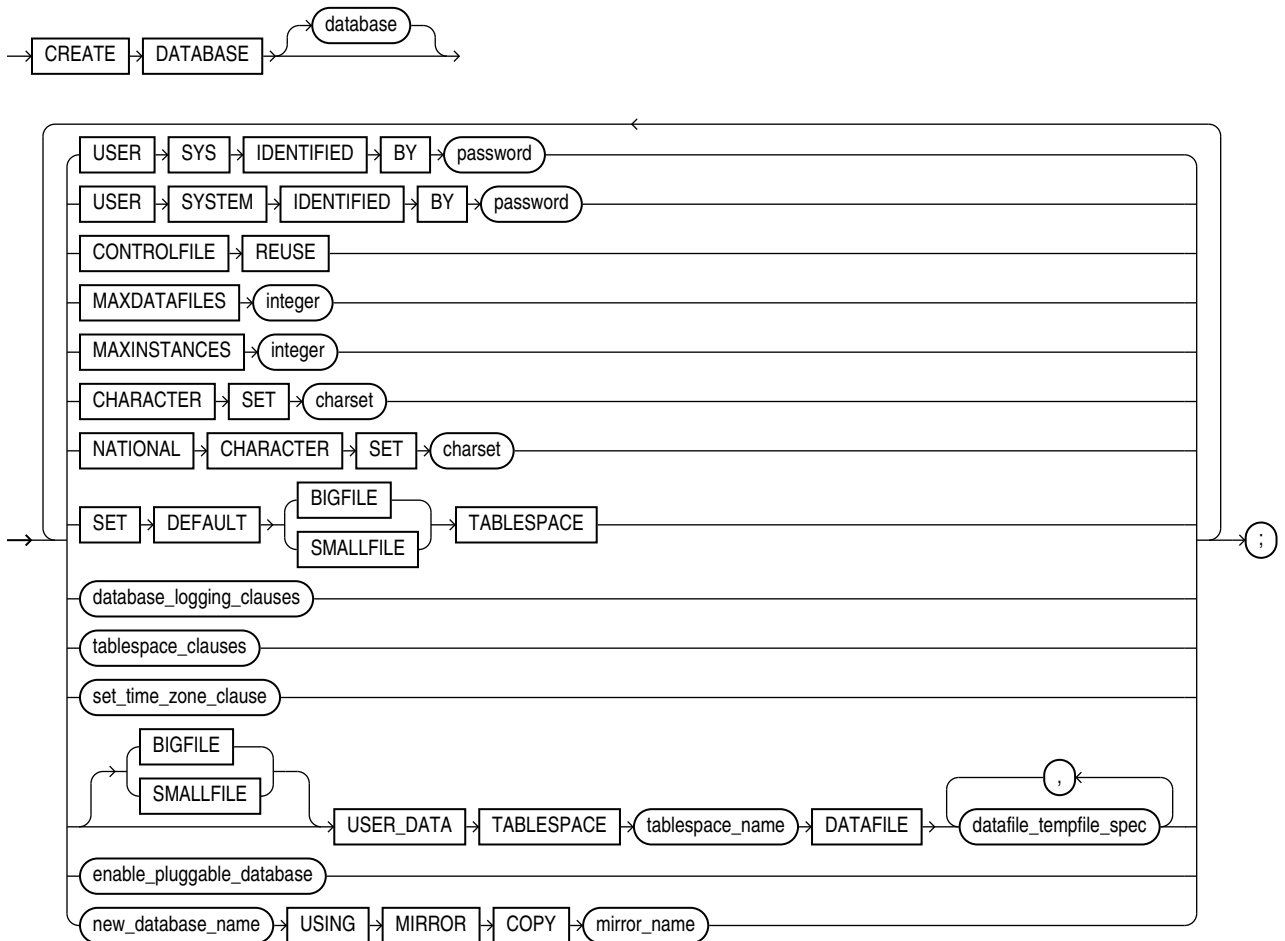 database
CREATE DATABASE
USER SYS IDENTIFIED BY password
USER SYSTEM IDENTIFIED BY password
CONTROLFILE REUSE
MAXDATAFILES integer
MAXINSTANCES integer
CHARACTER SET charset
NATIONAL CHARACTER SET charset
BIGFILE
SET DEFAULT TABLESPACE
SMALLFILE
;
database_logging_clauses
tablespace_clauses
set_time_zone_clause
BIGFILE
SMALLFILE
,
USER_DATA TABLESPACE tablespace_name DATAFILE datafile_tempfile_spec
enable_pluggable_database
new_database_name USING MIRROR COPY mirror_name